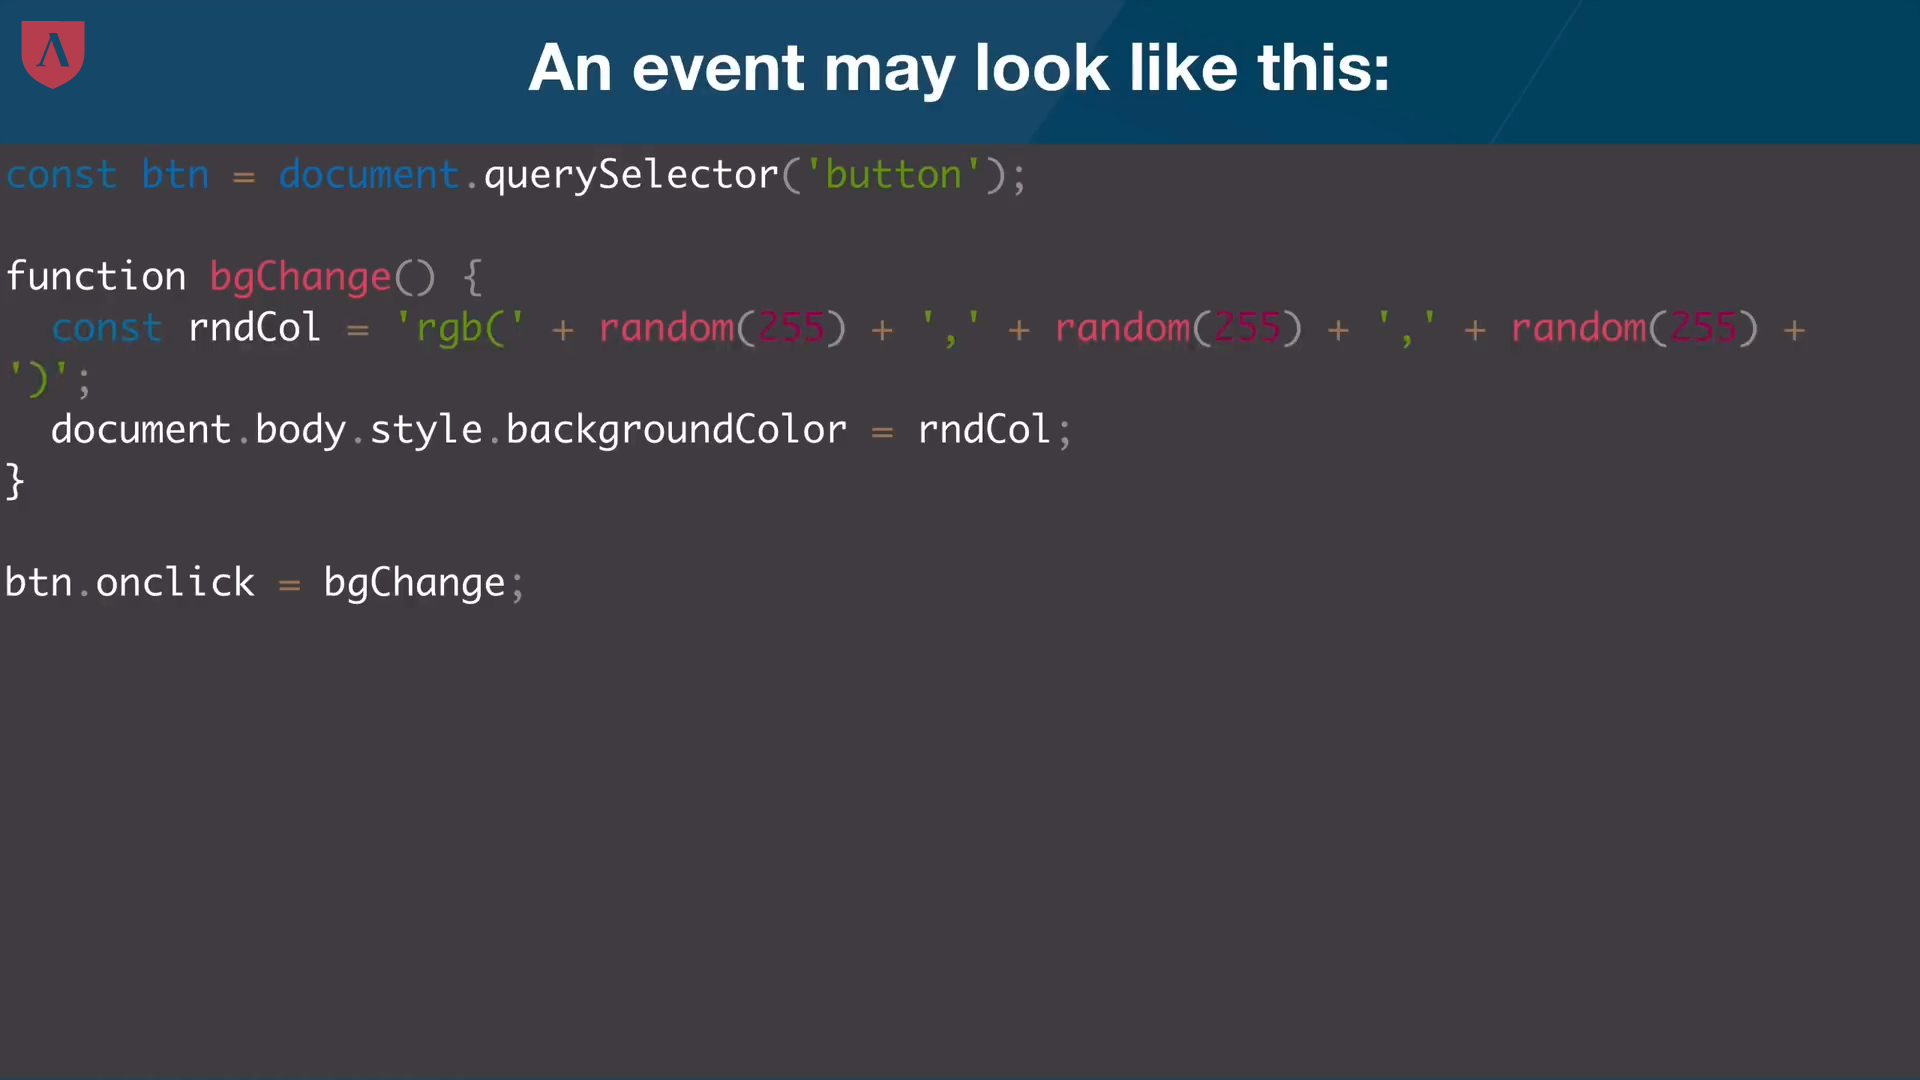 An event may look like this:
const btn = document.querySelector('button');
function bgChange() {
  const rndCol = 'rgb(' + random(255) + ',' + random(255) + ',' + random(255) +
')';
  document.body.style.backgroundColor = rndCol;
}
btn.onclick = bgChange;